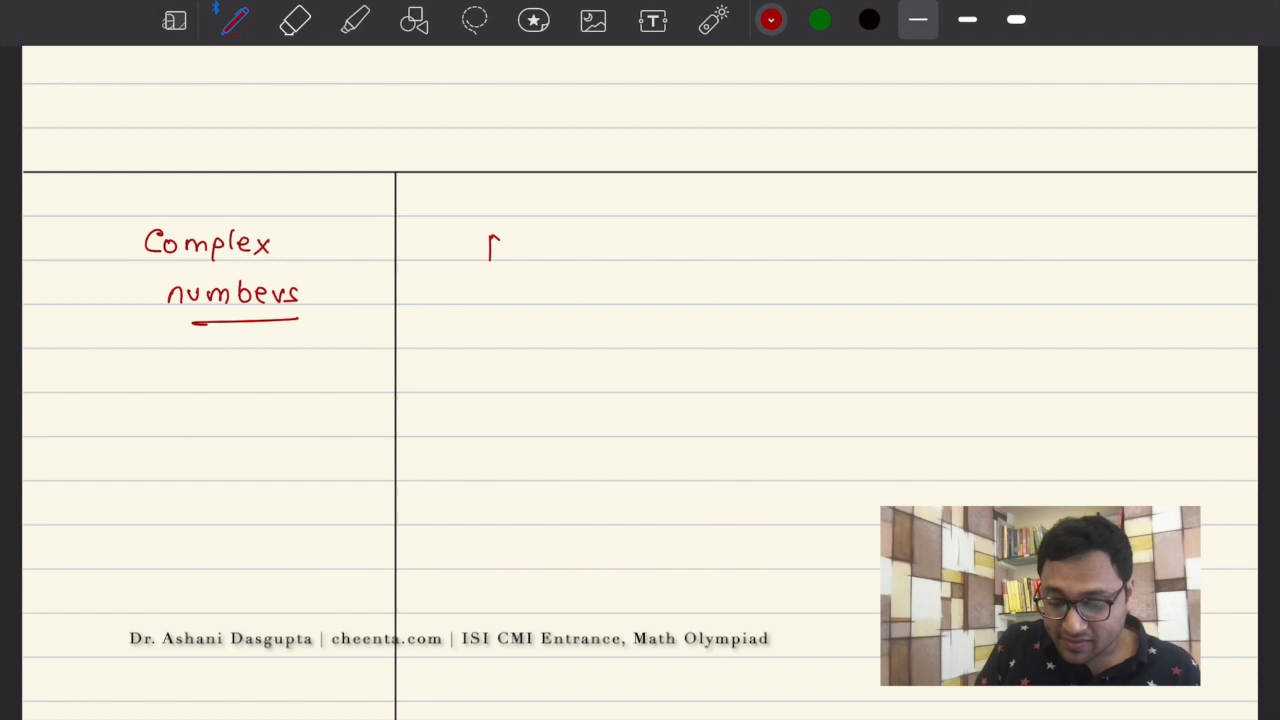 Complex
numbers
Dr. Ashani Dasgupta | cheenta.com | ISI CMI Entrance, Math Olympiad